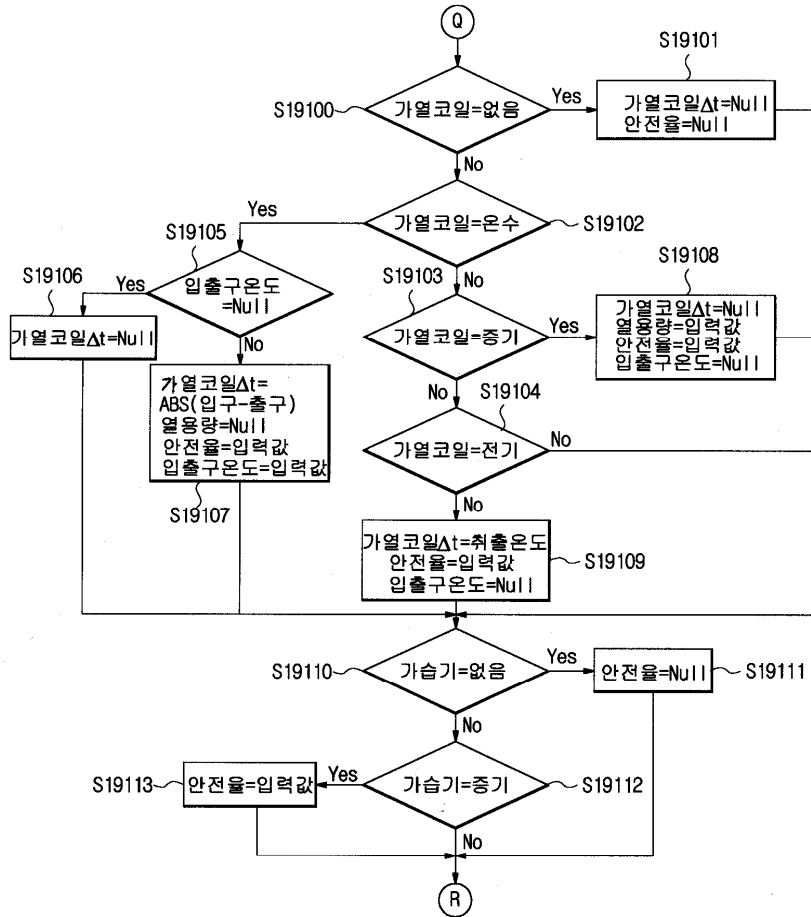 Q
S19100
가열코일=없음
Yes
S19101
가열코일Δt=Null
안전율=Null
No
가열코일=온수
S19102
Yes
S19105
입출구온도
=Null
Yes
S19106
가열코일Δt=Null
No
가열코일Δt=
ABS(입구-출구)
열용량=Null
안전율=입력값
입출구온도=입력값
S19107
No
S19103
가열코일=증기
Yes
S19108
가열코일Δt=Null
열용량=입력값
안전율=입력값
입출구온도=Null
No
S19104
가열코일=전기
No
No
가열코일Δt=취출온도
안전율=입력값
입출구온도=Null
S19109
S19110
가습기=없음
Yes
안전율=Null
S19111
No
가습기=증기
S19112
Yes
안전율=입력값
S19113
No
R